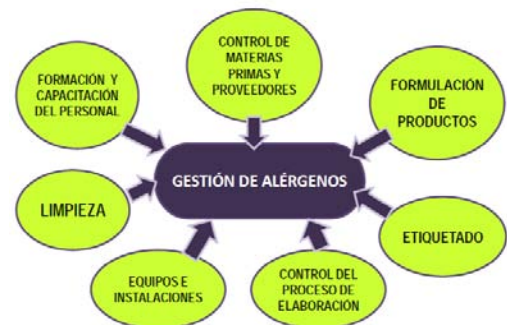 CONTROL DE
MATERIAS
PRIMAS Y
PROVEEDORES
FORMACIÓN Y
CAPACITACIÓN
DEL PERSONAL
FORMULACIÓN
DE
PRODUCTOS
GESTIÓN DE ALÉRGENOS
LIMPIEZA
ETIQUETADO
EQUIPOS E
INSTALACIONES
CONTROL DEL
PROCESO DE
ELABORACIÓN